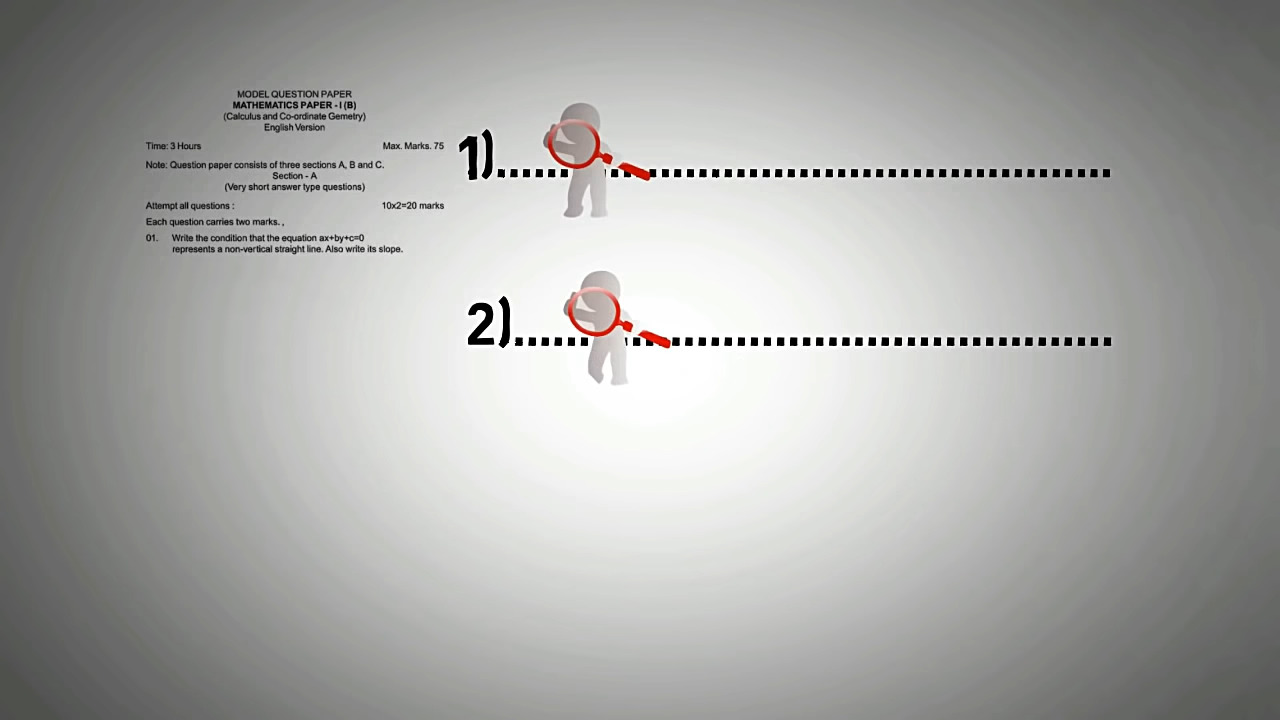 MODEL QUESTION PAPER
MATHEMATICS PAPER - I (B)
(Calculus and Co-ordinate Gemetry)
English Version
Time: 3 Hours Max. Marks. 75
Note: Question paper consists of three sections A, B and C.
Section - A
(Very short answer type questions)
Attempt all questions : 10x2=20 marks
Each question carries two marks. ,
01. Write the condition that the equation ax+by+c=0
represents a non-vertical straight line. Also write its slope.
1)
2)